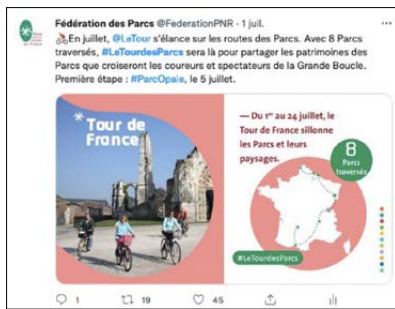 Fédération des Parcs @FederationPNR · 1 juil.
En juillet, @LeTour s'élance sur les routes des Parcs. Avec 8 Parcs
traversés, #LeTourdesParcs sera là pour partager les patrimoines des
Parcs que croiseront les coureurs et spectateurs de la Grande Boucle.
Première étape : #ParcOpale, le 5 juillet.
*Tour de
France
— Du 1er au 24 juillet, le
Tour de France sillonne
les Parcs et leurs
paysages.
8
Parcs
traversés
#LeTourdesParcs
1 19 45